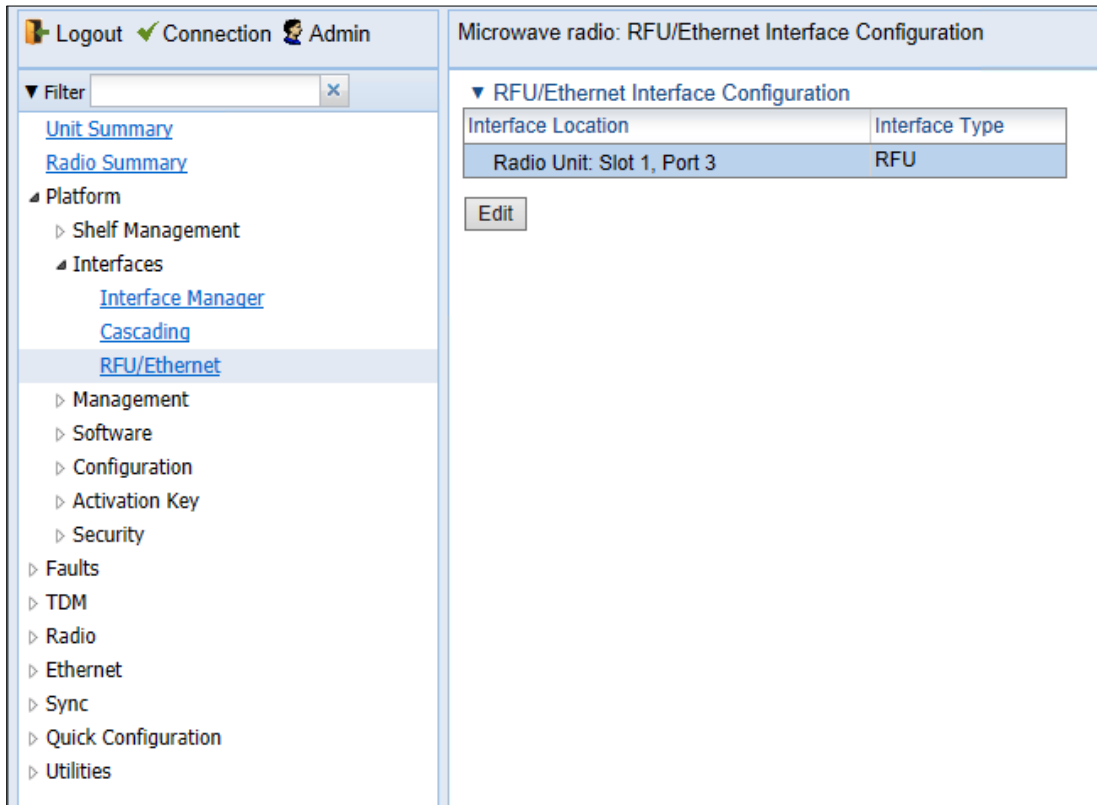 Logout Connection Admin
Filter
Unit Summary
Radio Summary
Platform
Shelf Management
Interfaces
Interface Manager
Cascading
RFU/Ethernet
Management
Software
Configuration
Activation Key
Security
Faults
TDM
Radio
Ethernet
Sync
Quick Configuration
Utilities
Microwave radio: RFU/Ethernet Interface Configuration
RFU/Ethernet Interface Configuration
Interface Location Interface Type
Radio Unit: Slot 1, Port 3 RFU
Edit